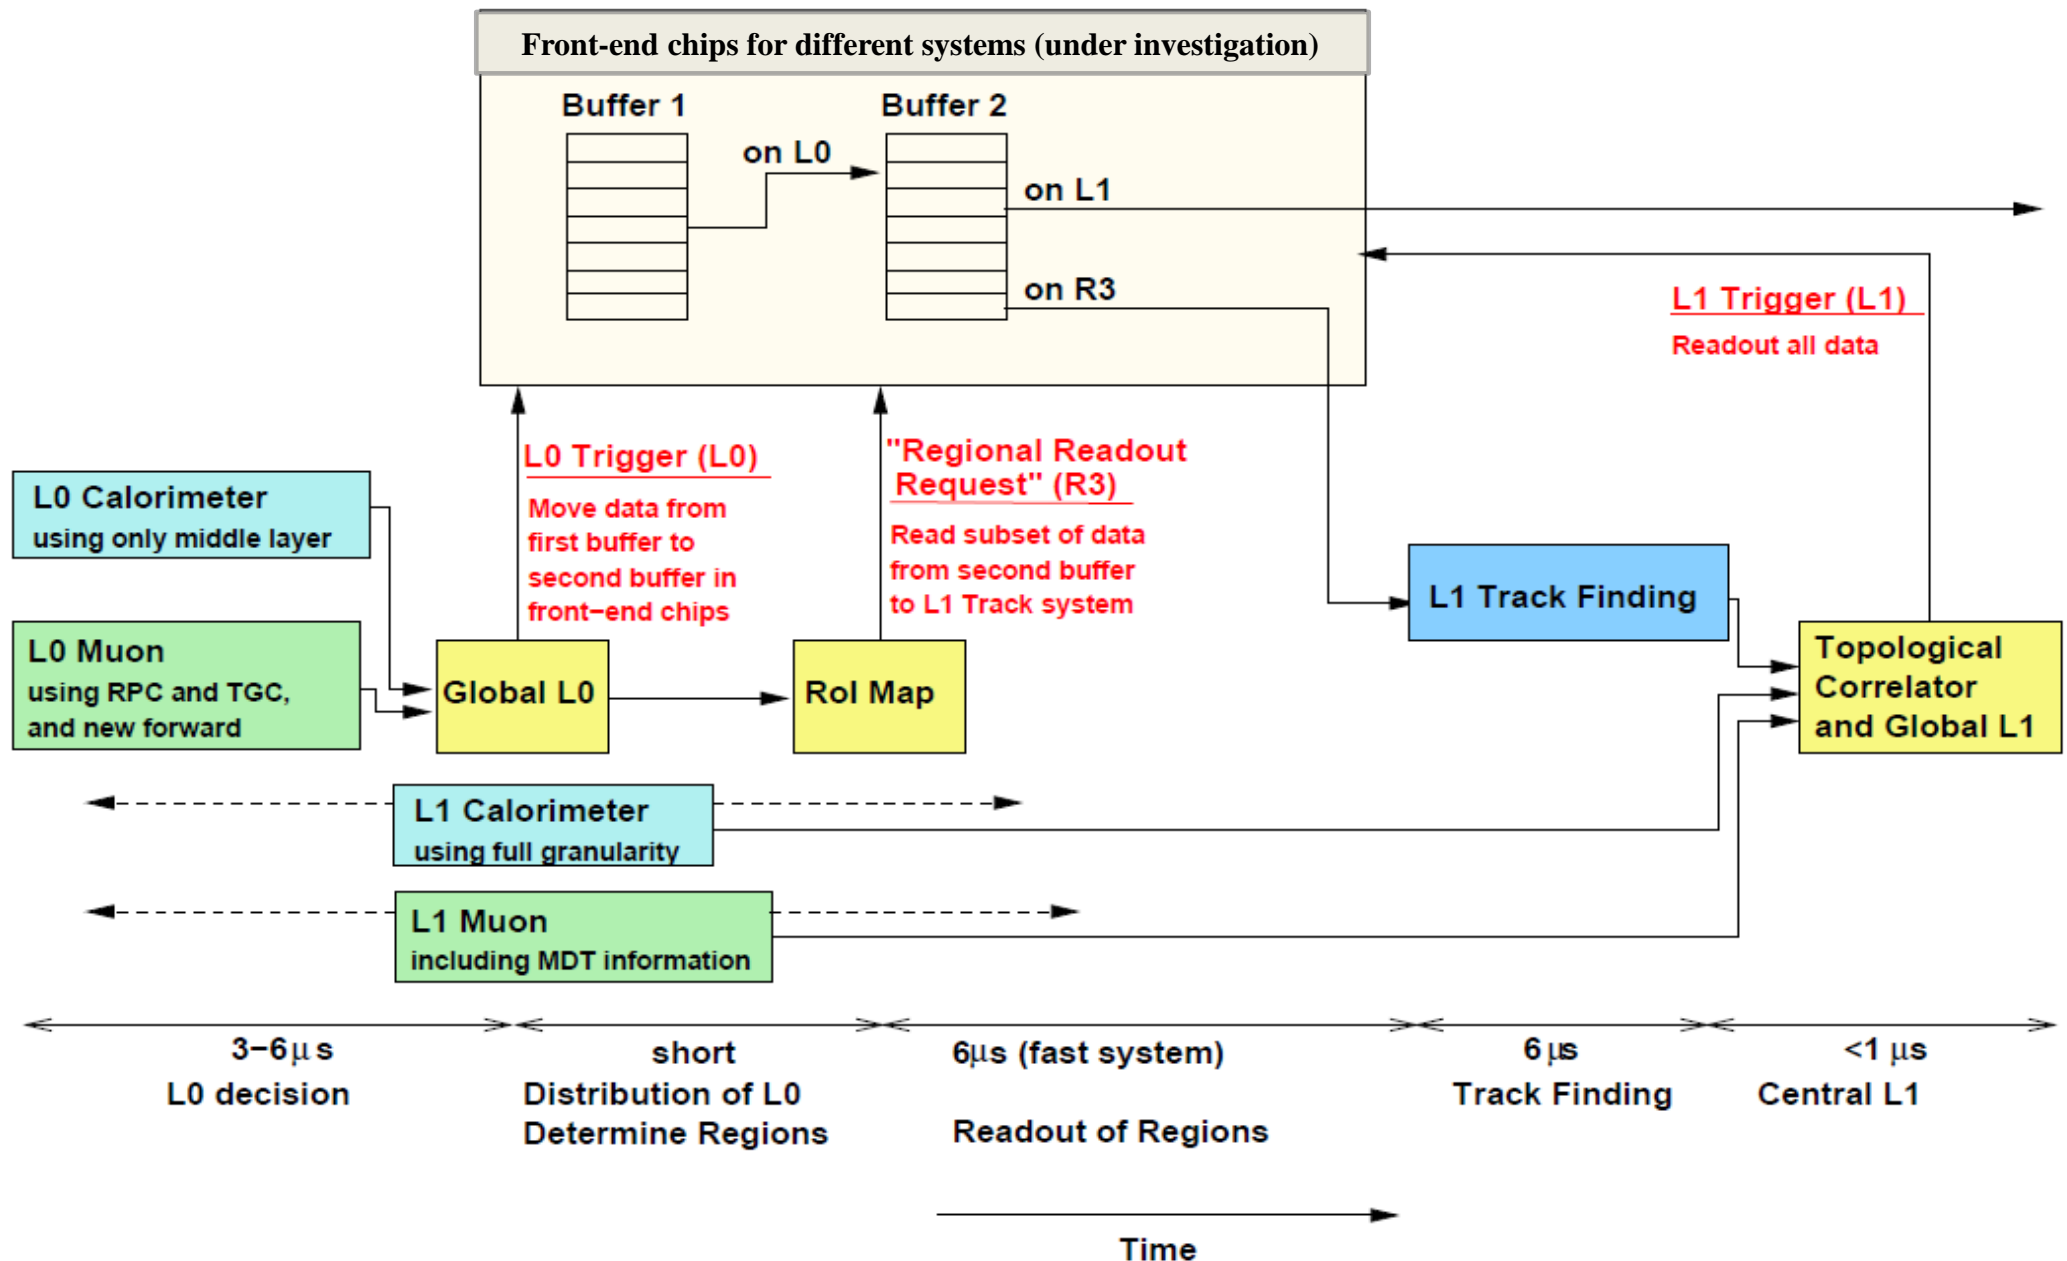 Front-end chips for different systems (under investigation)
Buffer 1
Buffer 2
on L0
on L1
on R3
L1 Trigger (L1)
Readout all data
L0 Trigger (L0)
Move data from
first buffer to
second buffer in
front−end chips
"Regional Readout
Request" (R3)
Read subset of data
from second buffer
to L1 Track system
L0 Calorimeter
using only middle layer
L0 Muon
using RPC and TGC,
and new forward
Global L0
RoI Map
L1 Track Finding
Topological
Correlator
and Global L1
L1 Calorimeter
using full granularity
L1 Muon
including MDT information
3−6μs
L0 decision
short
Distribution of L0
Determine Regions
6μs (fast system)
Readout of Regions
6μs
Track Finding
<1 μs
Central L1
Time